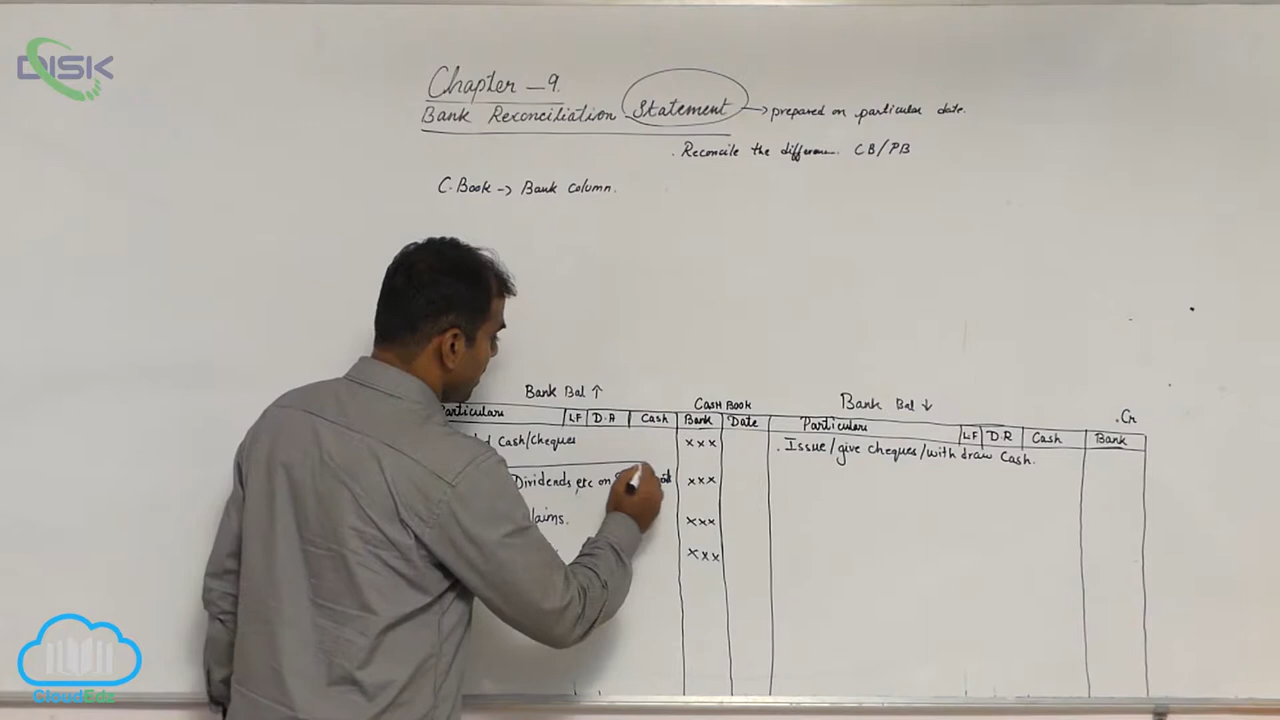 DISK
Chapter – 9.
Bank Reconciliation Statement → prepared on particular date.
. Reconcile the differen. CB/PB
C. Book → Bank column.
Bank Bal ↑
CASH BOOK
Bank Bal ↓
.Cr
Particulars LF D.A Cash Bank Date Particulars LF D.R Cash Bank
Cash/Cheques xxx . Issue/give cheques/with draw Cash.
Dividends, etc on xxx
laims. xxx
xxx
CloudEdz